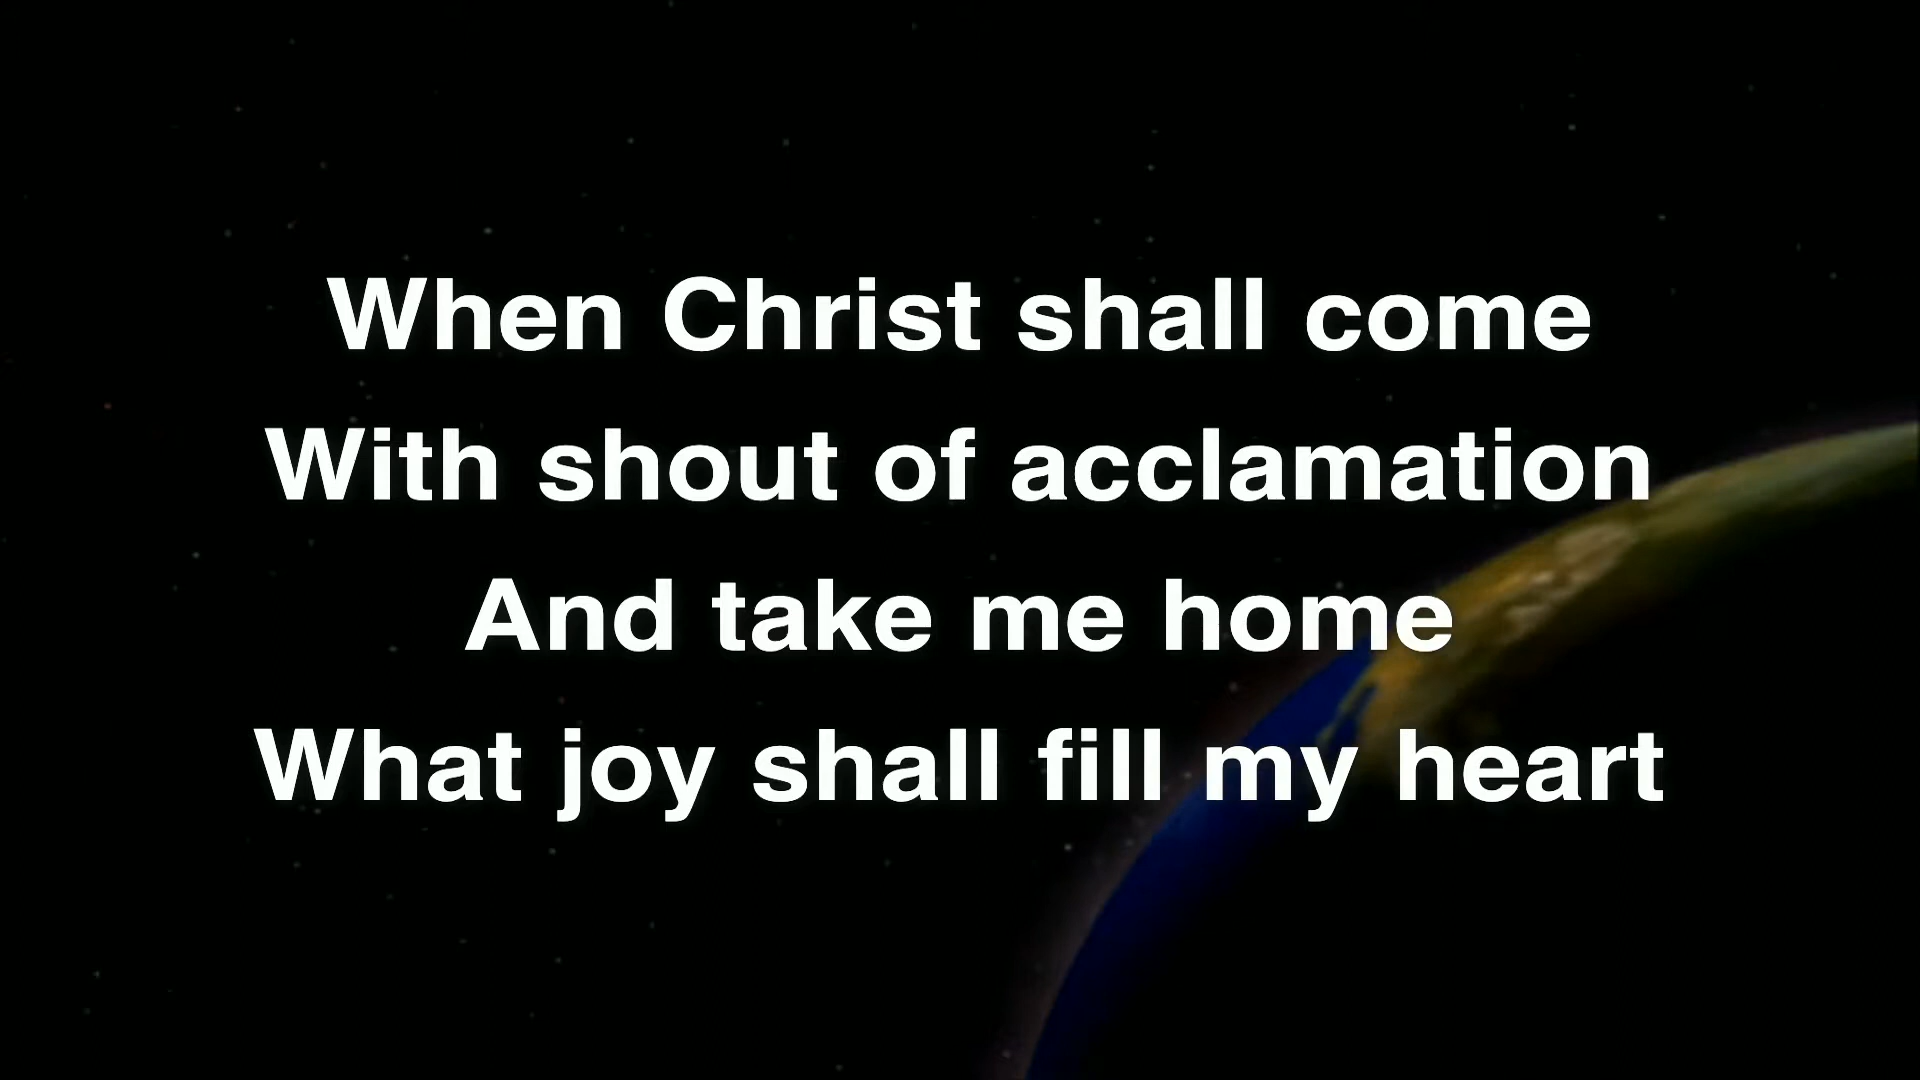 When Christ shall come
With shout of acclamation
And take me home
What joy shall fill my heart